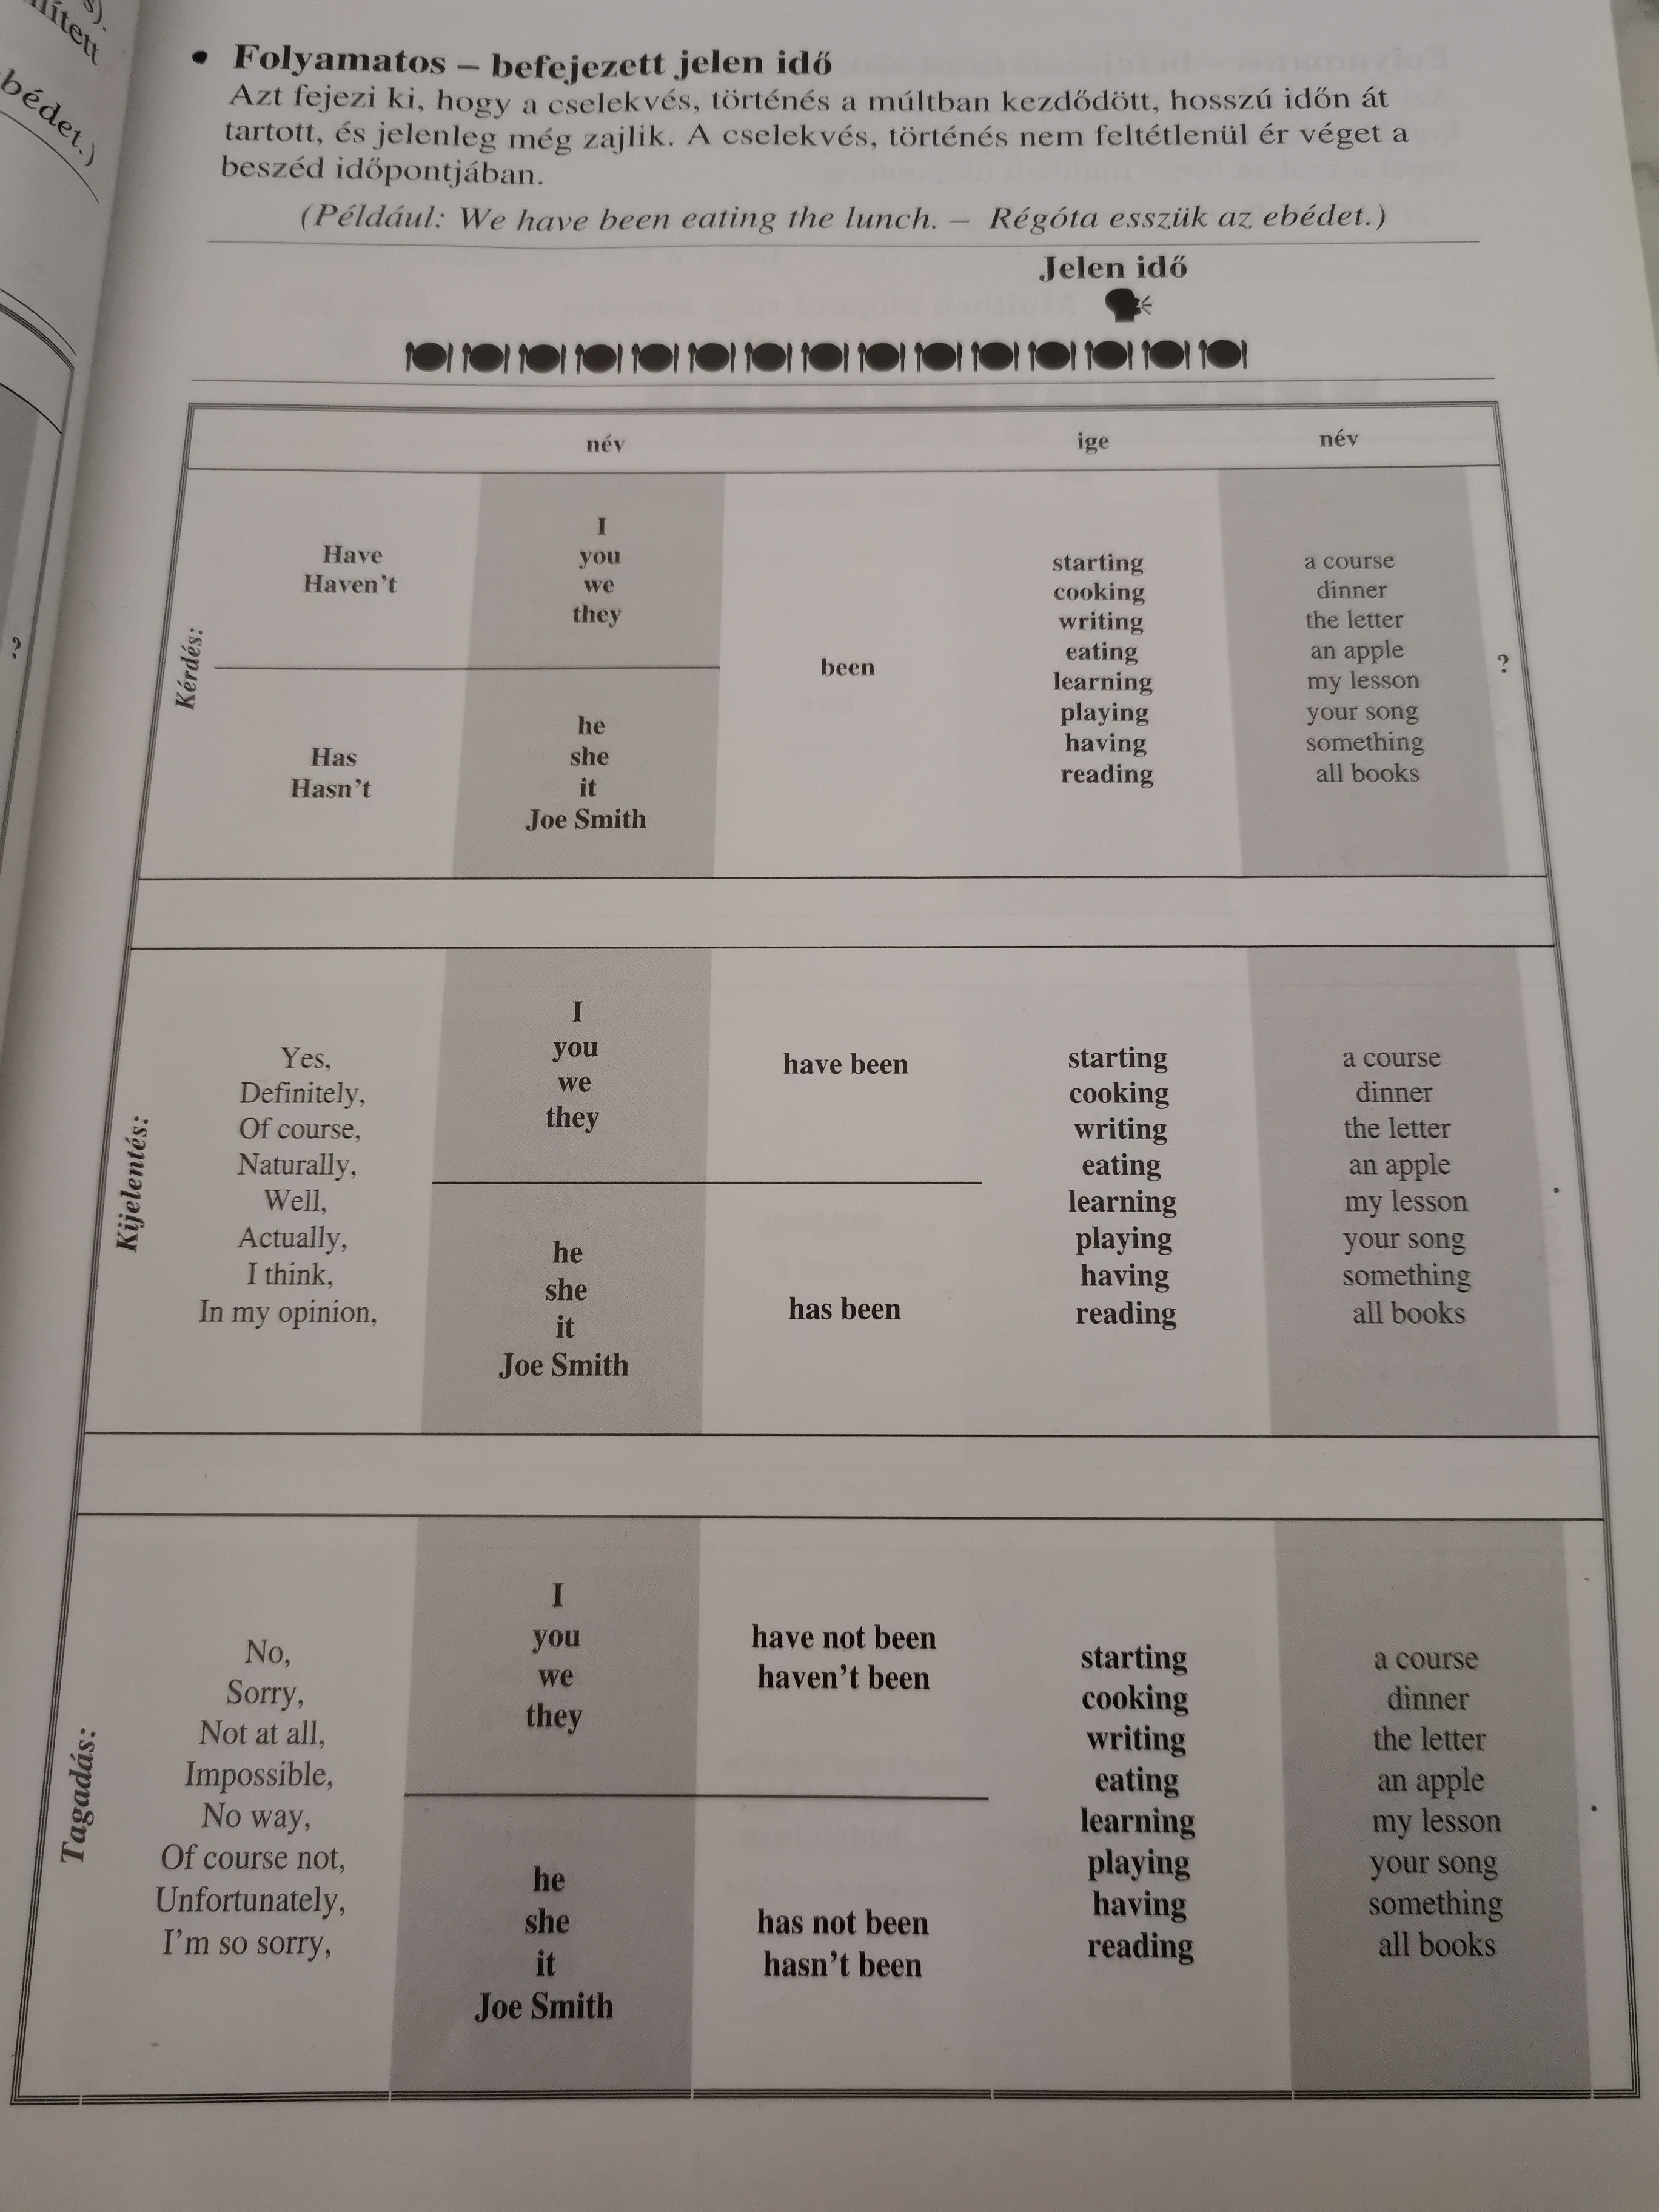 s).
bédet.)
?
• Folyamatos – befejezett jelen idő
Azt fejezi ki, hogy a cselekvés, történés a múltban kezdődött, hosszú időn át
tartott, és jelenleg még zajlik. A cselekvés, történés nem feltétlenül ér véget a
beszéd időpontjában.
(Például: We have been eating the lunch. – Régóta esszük az ebédet.)
Jelen idő
név ige név
Kérdés:
Have
Haven't
I
you
we
they
Has
Hasn't
he
she
it
Joe Smith
been
starting
cooking
writing
eating
learning
playing
having
reading
a course
dinner
the letter
an apple
my lesson
your song
something
all books
?
Kijelentés:
Yes,
Definitely,
Of course,
Naturally,
Well,
Actually,
I think,
In my opinion,
I
you
we
they
he
she
it
Joe Smith
have been
has been
starting
cooking
writing
eating
learning
playing
having
reading
a course
dinner
the letter
an apple
my lesson
your song
something
all books
.
Tagadás:
No,
Sorry,
Not at all,
Impossible,
No way,
Of course not,
Unfortunately,
I'm so sorry,
I
you
we
they
he
she
it
Joe Smith
have not been
haven't been
has not been
hasn't been
starting
cooking
writing
eating
learning
playing
having
reading
a course
dinner
the letter
an apple
my lesson
your song
something
all books
.